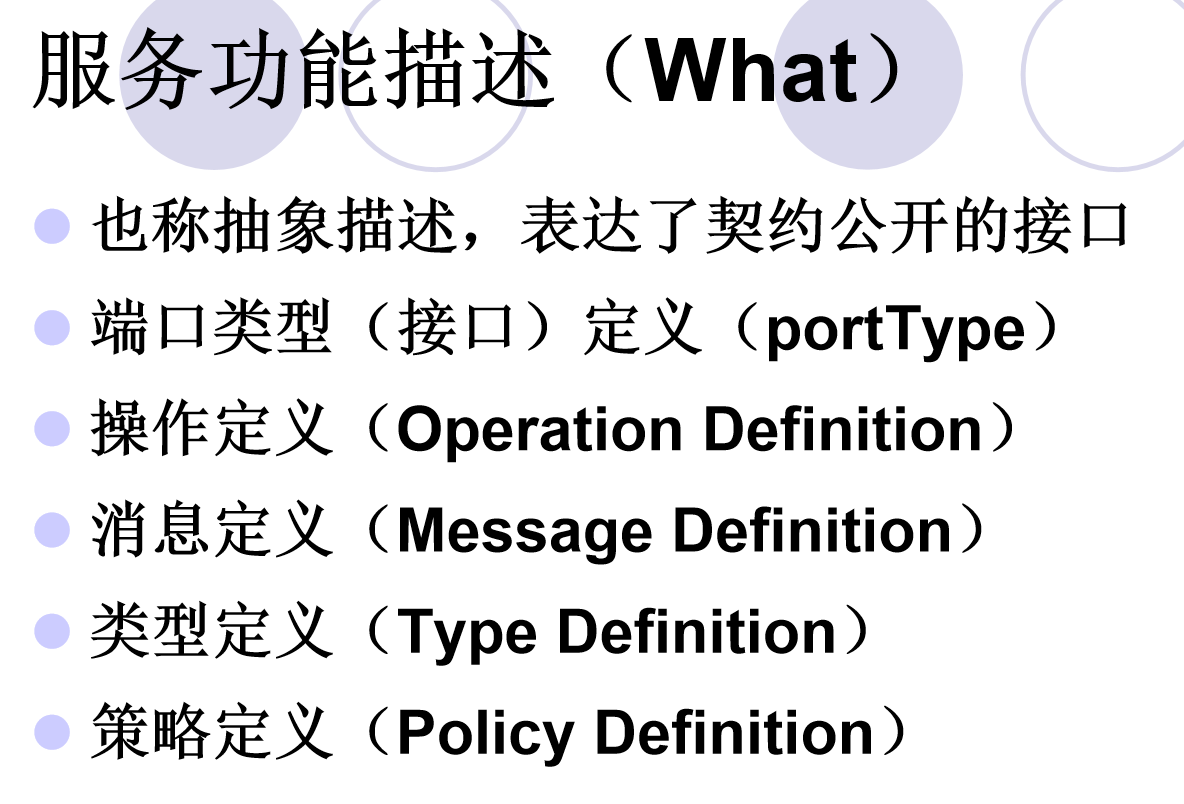 服务功能描述（What）
也称抽象描述，表达了契约公开的接口
端口类型（接口）定义（portType）
操作定义（Operation Definition）
消息定义（Message Definition）
类型定义（Type Definition）
策略定义（Policy Definition）